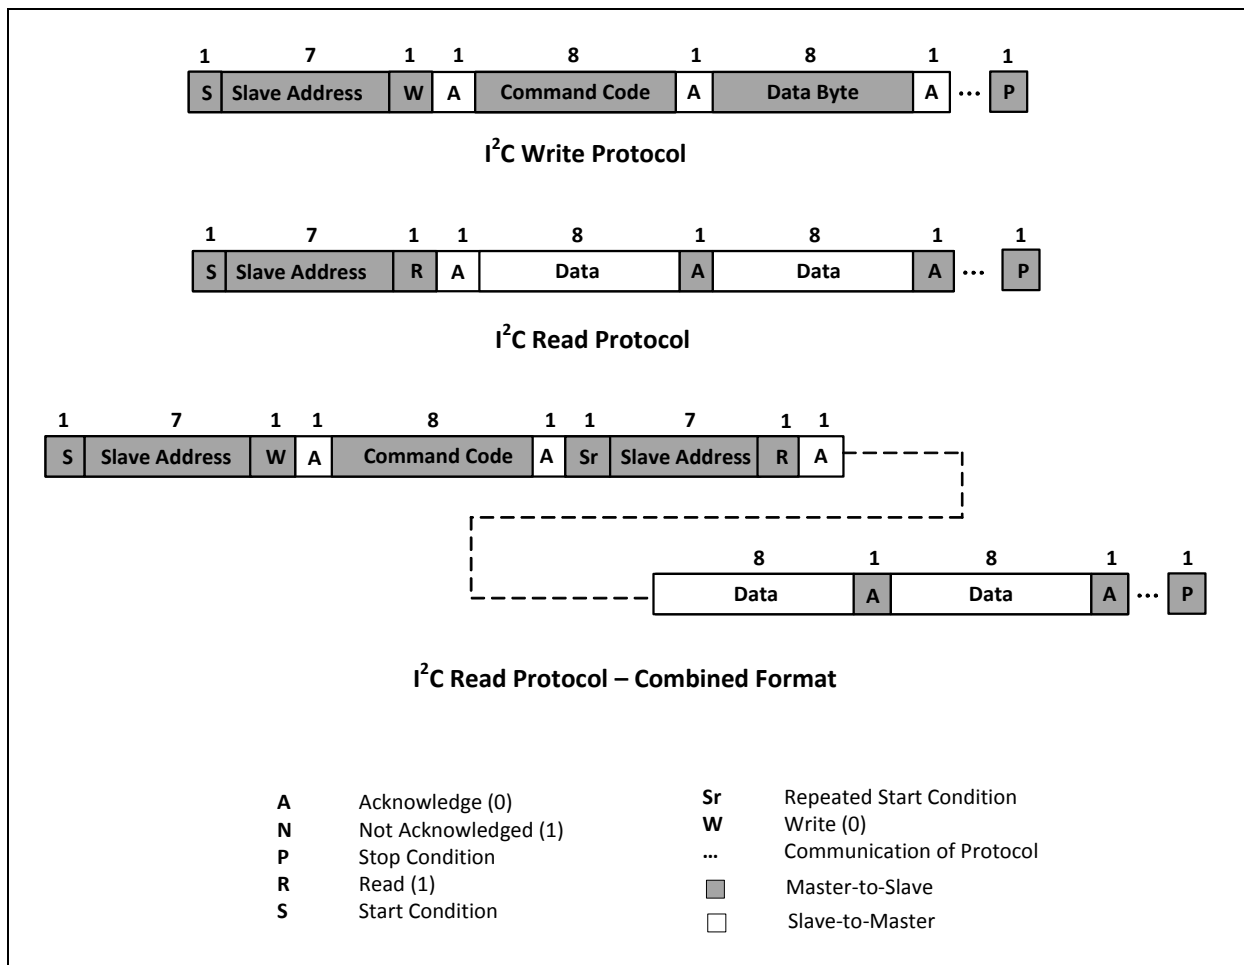 1 7 1 1 8 1 8 1 1
S Slave Address W A Command Code A Data Byte A ... P
I²C Write Protocol
1 7 1 1 8 1 8 1 1
S Slave Address R A Data A Data A ... P
I²C Read Protocol
1 7 1 1 8 1 1 7 1 1
S Slave Address W A Command Code A Sr Slave Address R A
8 1 8 1 1
Data A Data A ... P
I²C Read Protocol – Combined Format
A Acknowledge (0)
N Not Acknowledged (1)
P Stop Condition
R Read (1)
S Start Condition
Sr Repeated Start Condition
W Write (0)
... Communication of Protocol
Master-to-Slave
Slave-to-Master